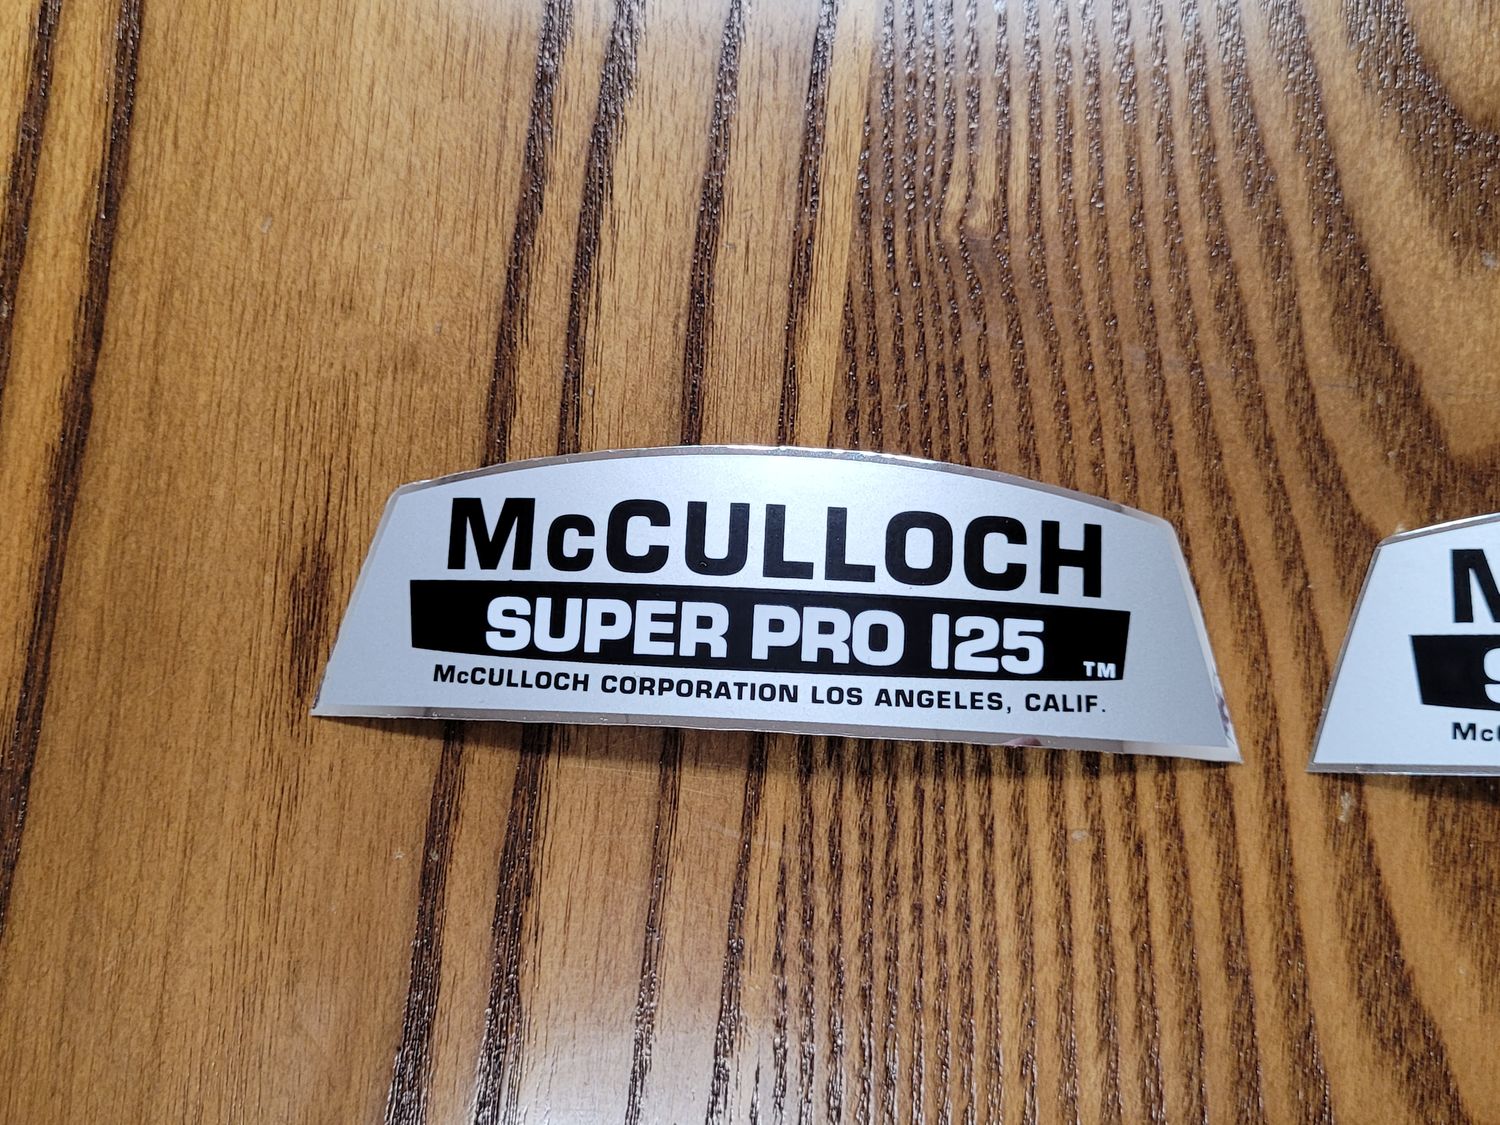 McCULLOCH
SUPER PRO 125
TM
McCULLOCH CORPORATION LOS ANGELES, CALIF.